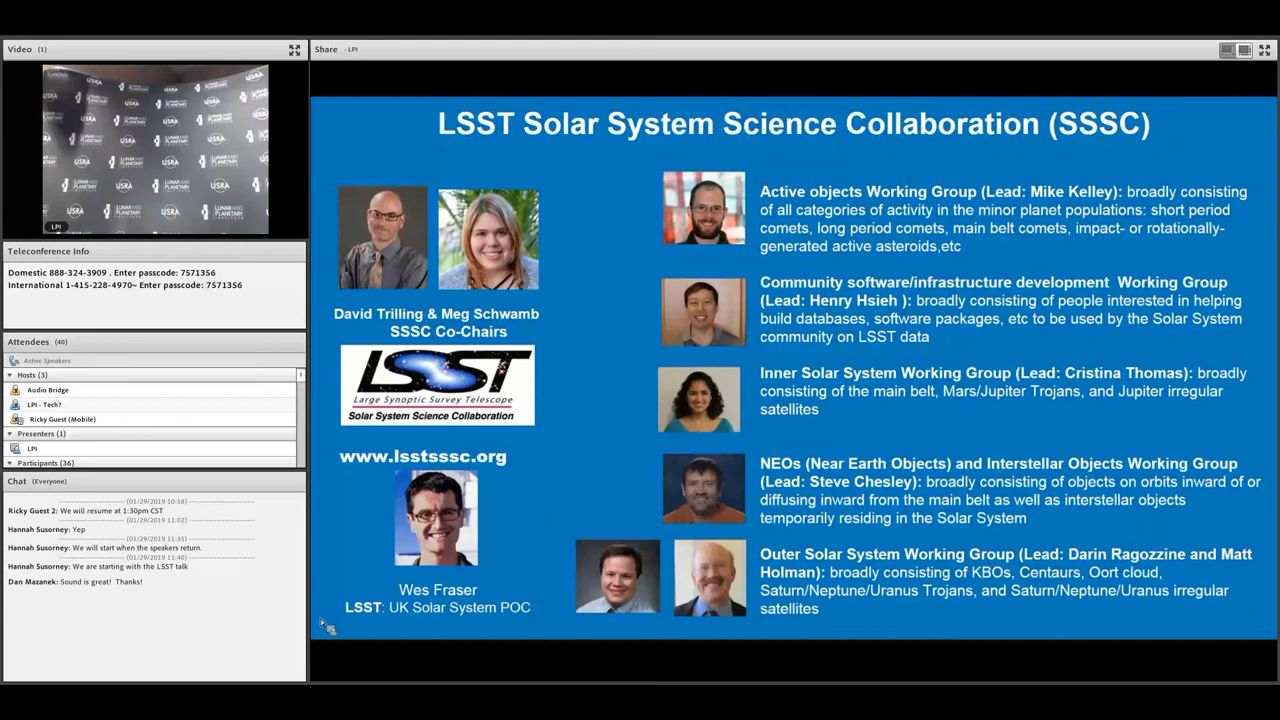 Video (1)
LPI
Teleconference Info
Domestic 888-324-3909 . Enter passcode: 7571356
International 1-415-228-4970~ Enter passcode: 7571356
Attendees (40)
Active Speakers
Hosts (3)
Audio Bridge
LPI - Tech?
Ricky Guest (Mobile)
Presenters (1)
LPI
Participants (36)
Chat (Everyone)
(01/29/2019 10:58)
Ricky Guest 2: We will resume at 1:30pm CST
(01/29/2019 11:02)
Hannah Susorney: Yep
(01/29/2019 11:35)
Hannah Susorney: We will start when the speakers return.
(01/29/2019 11:40)
Hannah Susorney: We are starting with the LSST talk
Dan Mazanek: Sound is great! Thanks!
Share - LPI
LSST Solar System Science Collaboration (SSSC)
David Trilling & Meg Schwamb
SSSC Co-Chairs
LSST
Large Synoptic Survey Telescope
Solar System Science Collaboration
www.lsstsssc.org
Wes Fraser
LSST: UK Solar System POC
Active objects Working Group (Lead: Mike Kelley): broadly consisting
of all categories of activity in the minor planet populations: short period
comets, long period comets, main belt comets, impact- or rotationally-
generated active asteroids,etc
Community software/infrastructure development Working Group
(Lead: Henry Hsieh ): broadly consisting of people interested in helping
build databases, software packages, etc to be used by the Solar System
community on LSST data
Inner Solar System Working Group (Lead: Cristina Thomas): broadly
consisting of the main belt, Mars/Jupiter Trojans, and Jupiter irregular
satellites
NEOs (Near Earth Objects) and Interstellar Objects Working Group
(Lead: Steve Chesley): broadly consisting of objects on orbits inward of or
diffusing inward from the main belt as well as interstellar objects
temporarily residing in the Solar System
Outer Solar System Working Group (Lead: Darin Ragozzine and Matt
Holman): broadly consisting of KBOs, Centaurs, Oort cloud,
Saturn/Neptune/Uranus Trojans, and Saturn/Neptune/Uranus irregular
satellites